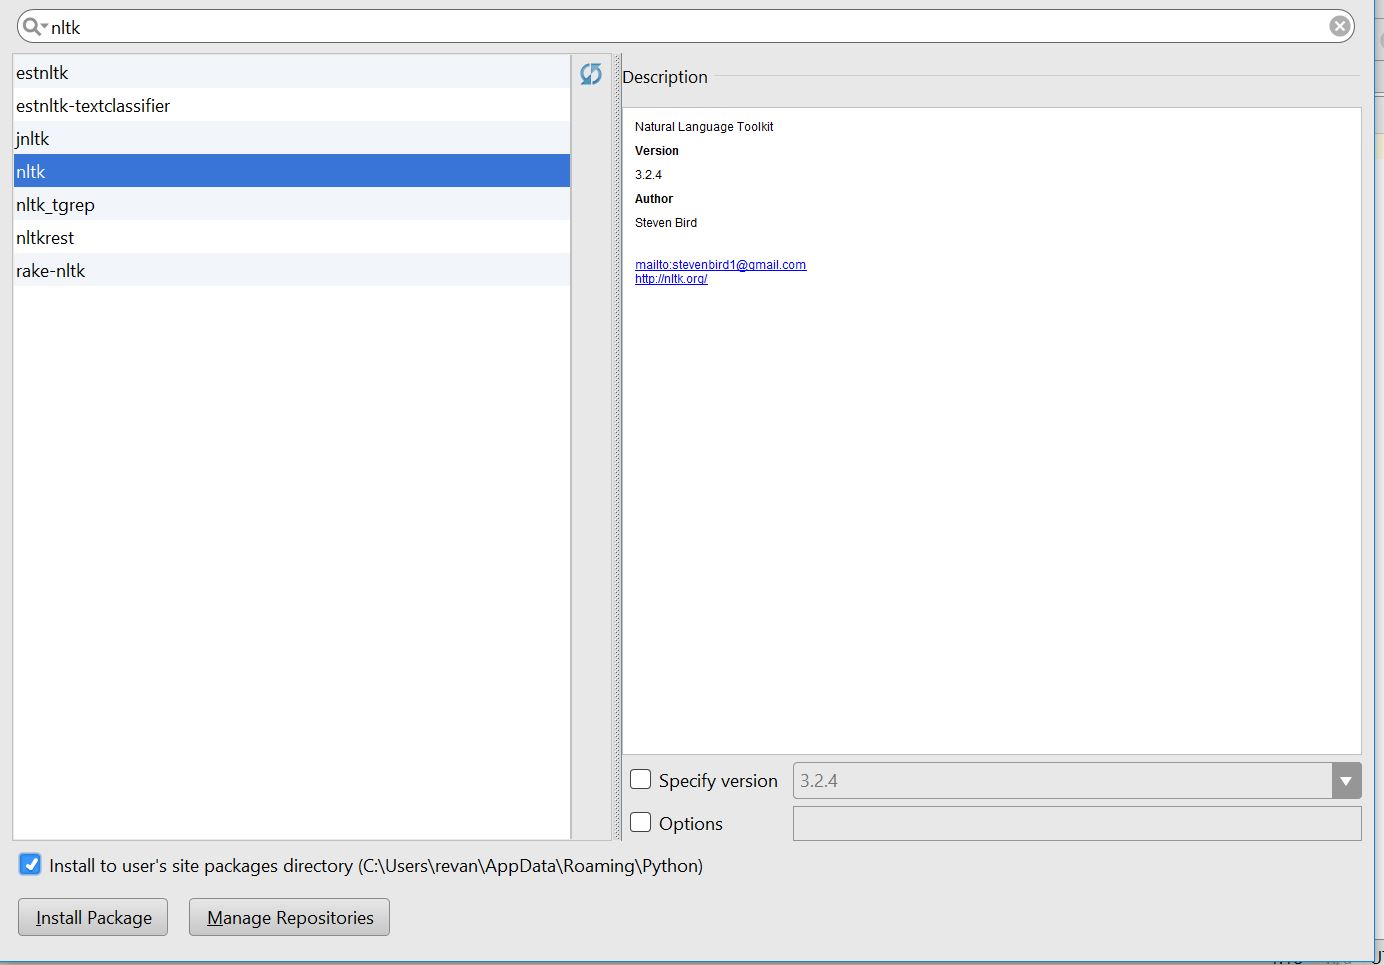 nltk
estnltk
estnltk-textclassifier
jnltk
nltk
nltk_tgrep
nltkrest
rake-nltk
Description
Natural Language Toolkit
Version
3.2.4
Author
Steven Bird
mailto:stevenbird1@gmail.com
http://nltk.org/
Specify version
3.2.4
Options
Install to user's site packages directory (C:\Users\revan\AppData\Roaming\Python)
Install Package
Manage Repositories